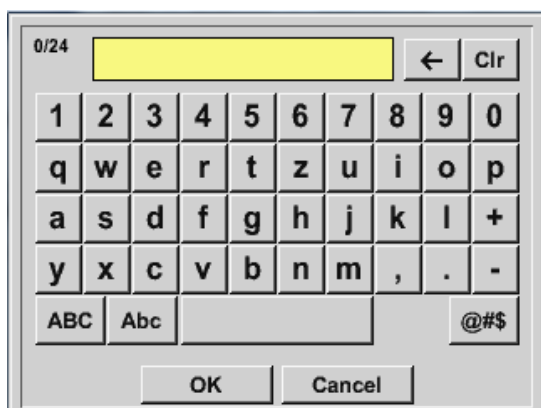 0/24 ← Clr
1 2 3 4 5 6 7 8 9 0
q w e r t z u i o p
a s d f g h j k l +
y x c v b n m , . -
ABC Abc @#$
OK Cancel